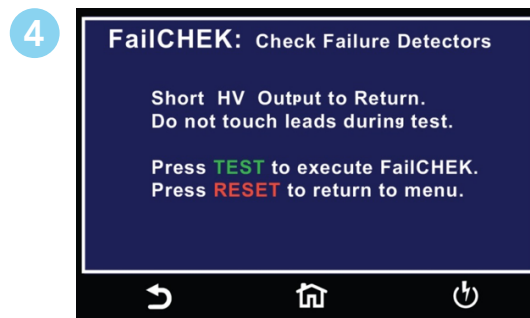 4
FailCHEK: Check Failure Detectors
Short HV Output to Return.
Do not touch leads during test.
Press TEST to execute FailCHEK.
Press RESET to return to menu.